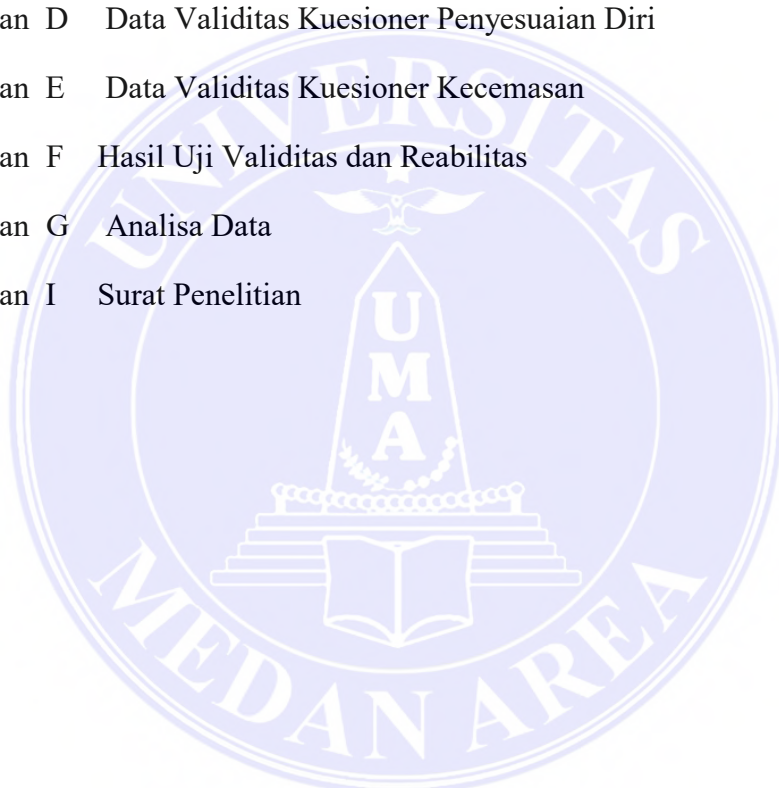 an D Data Validitas Kuesioner Penyesuaian Diri
an E Data Validitas Kuesioner Kecemasan
an F Hasil Uji Validitas dan Reabilitas
an G Analisa Data
an I Surat Penelitian
UNIVERSITAS
U
M
A
MEDAN AREA